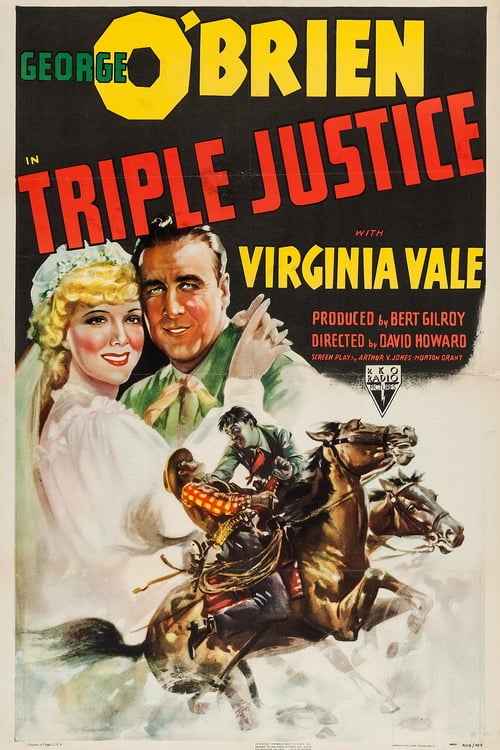 GEORGE O'BRIEN
IN
TRIPLE JUSTICE
WITH
VIRGINIA VALE
PRODUCED by BERT GILROY
DIRECTED by DAVID HOWARD
SCREEN PLAY by ARTHUR V. JONES - MORTON GRANT
RKO
RADIO
PICTURES